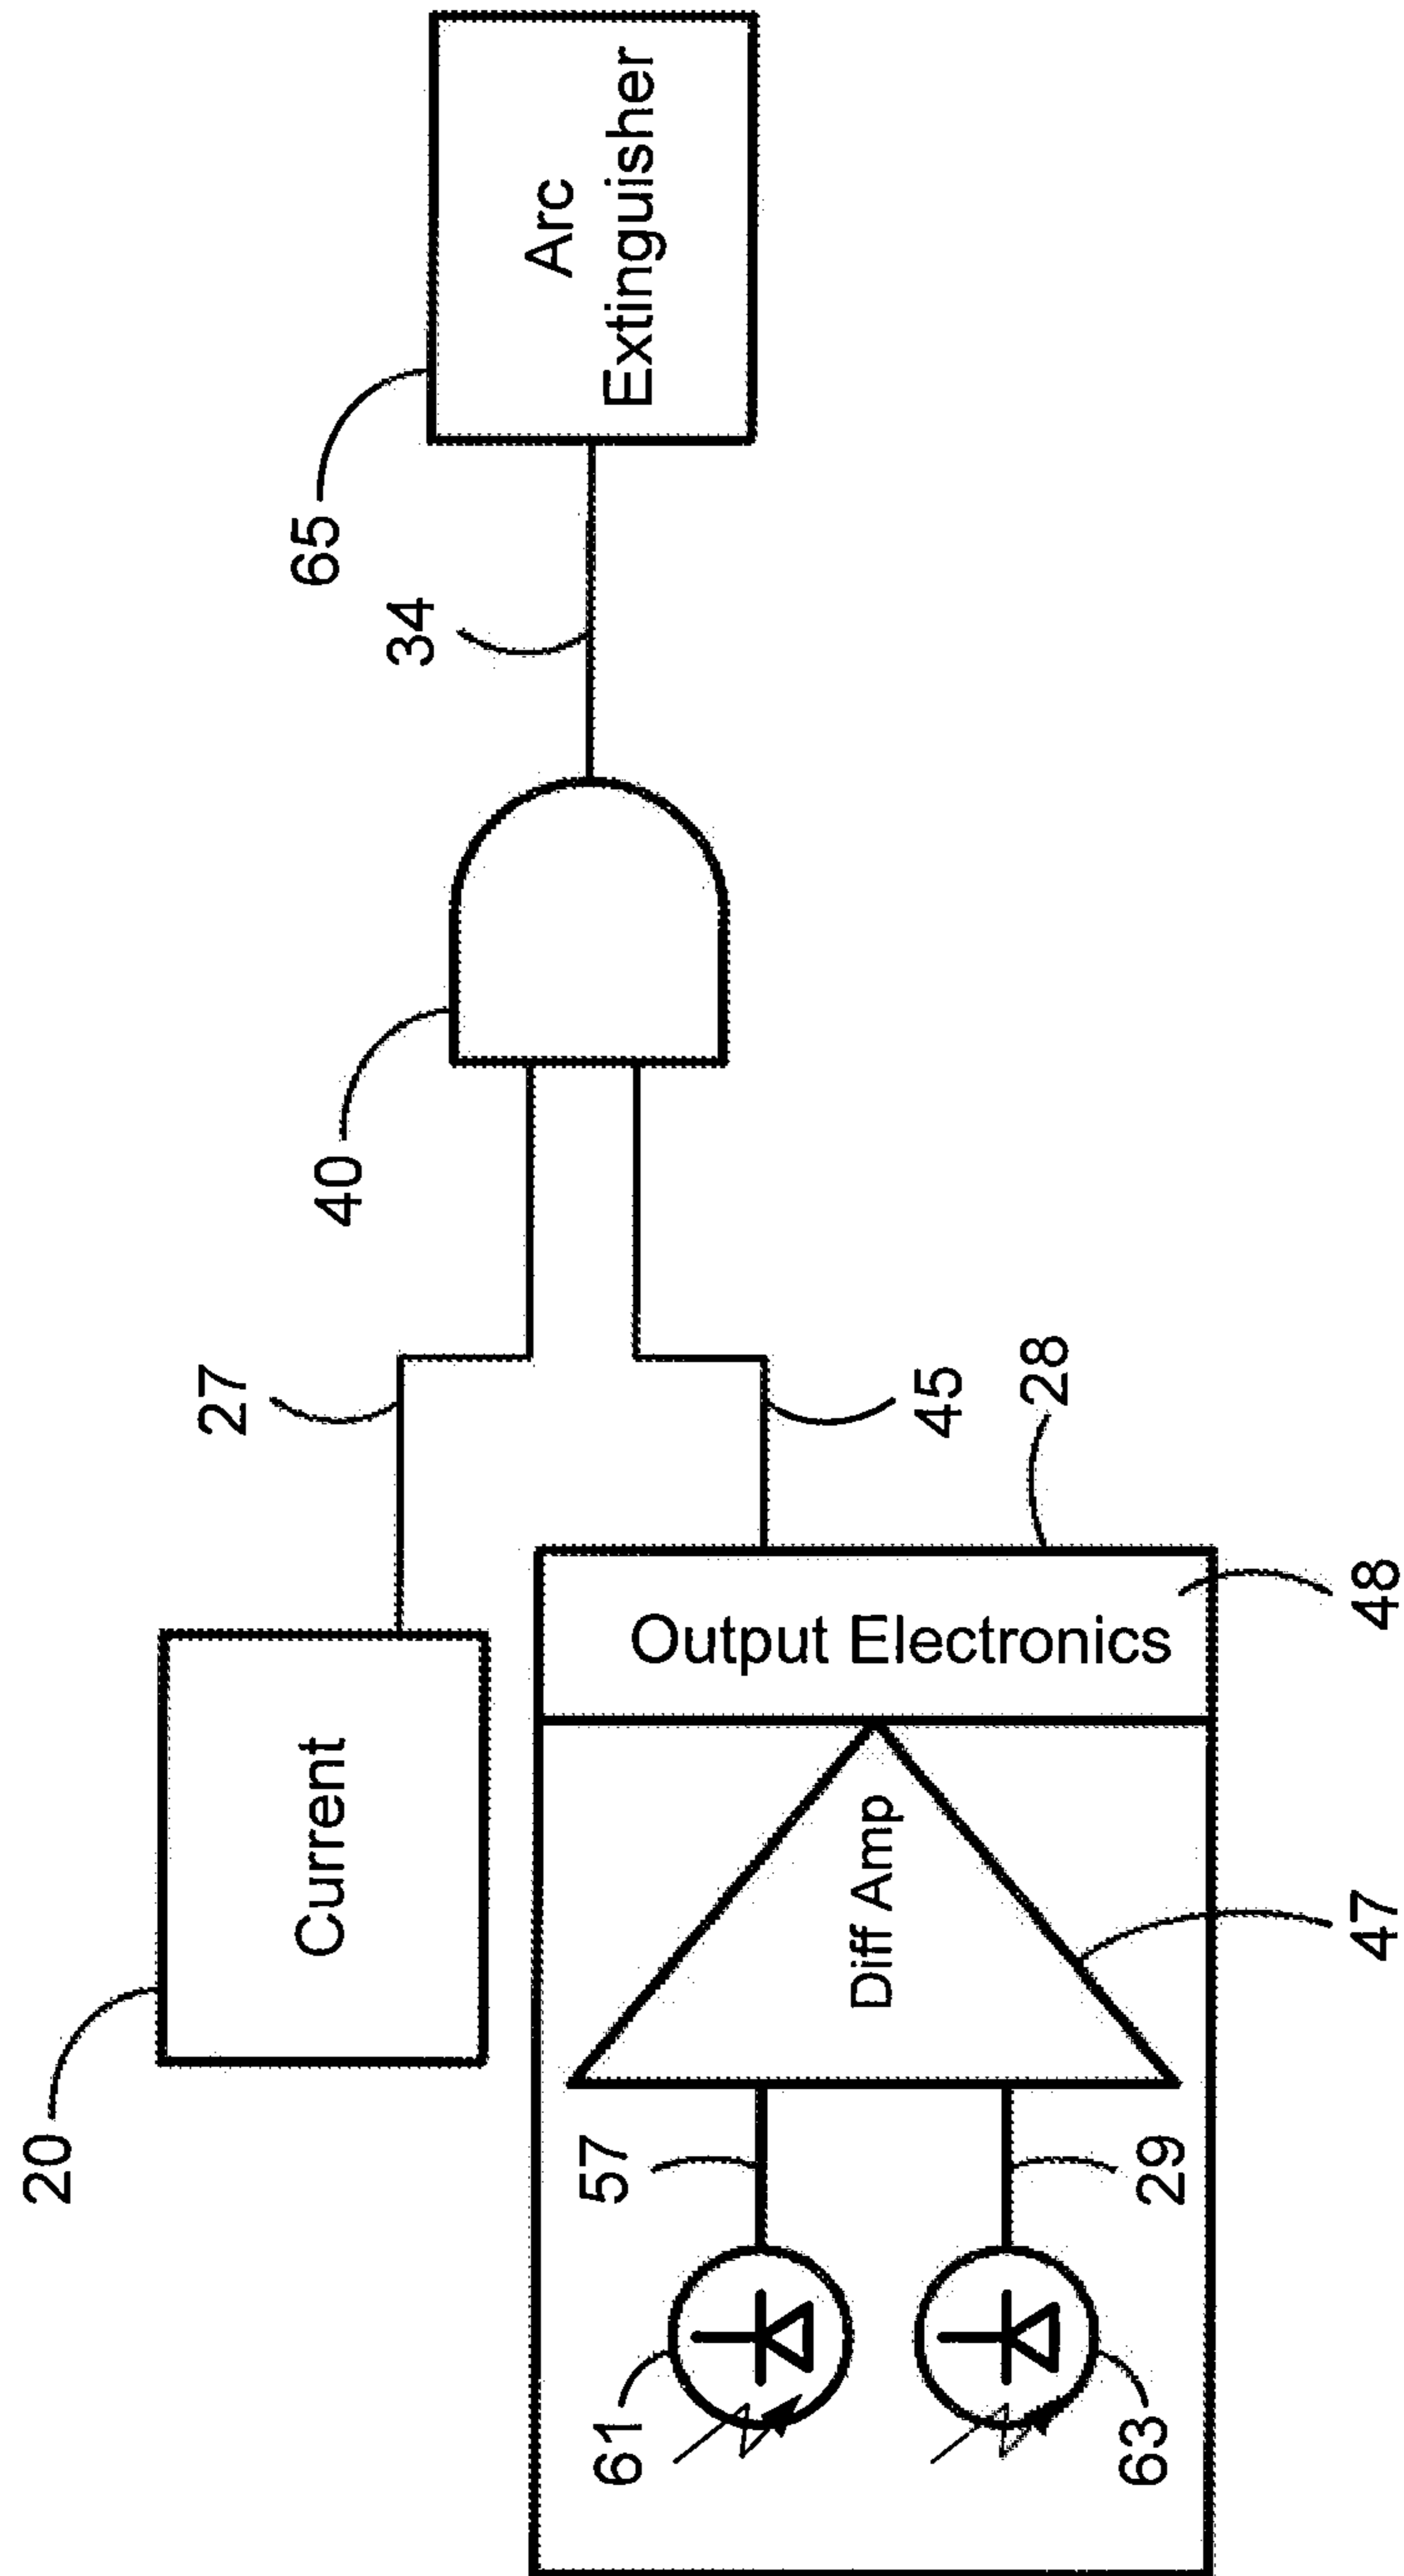 20
Current
27
40
34
65
Arc
Extinguisher
61
57
63
29
Diff Amp
47
Output Electronics
48
45
28